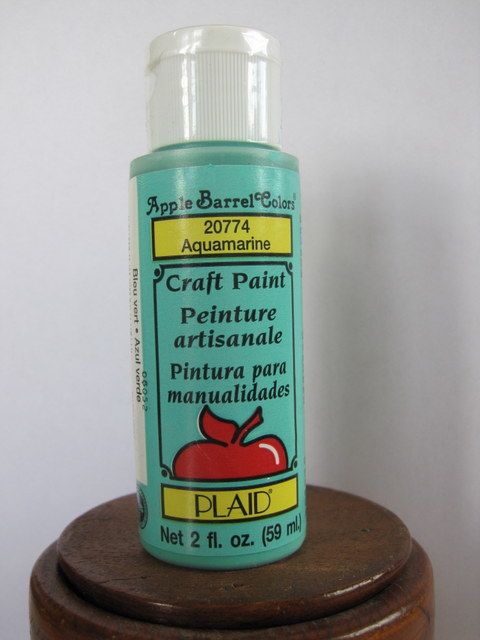 Apple Barrel Colors®
20774
Aquamarine
Craft Paint
Peinture
artisanale
Pintura para
manualidades
PLAID®
Net 2 fl. oz. (59 ml.)
Bleu vert • Azul verde